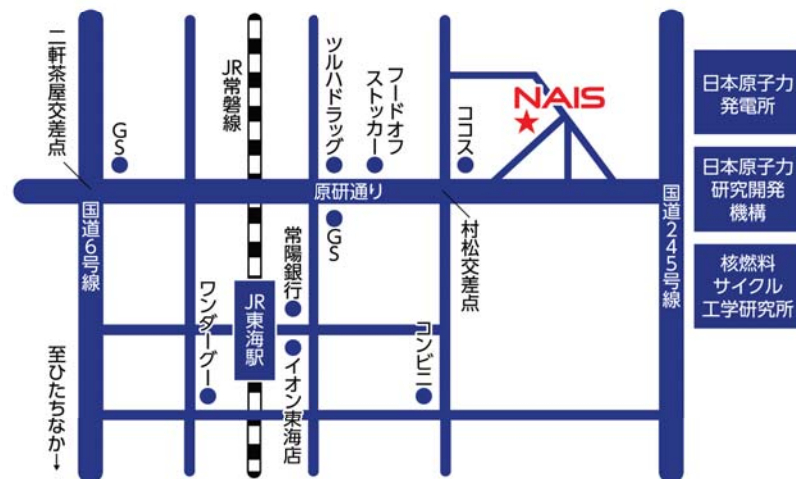 二軒茶屋交差点
GS
JR常磐線
ツルハドラッグ
フードオフ
ストッカー
ココス
NAIS
日本原子力
発電所
原研通り
日本原子力
研究開発
機構
国道6号線
GS
村松交差点
国道245号線
常陽銀行
ワンダーグー
JR東海駅
コンビニ
核燃料
サイクル
工学研究所
イオン東海店
至ひたちなか→